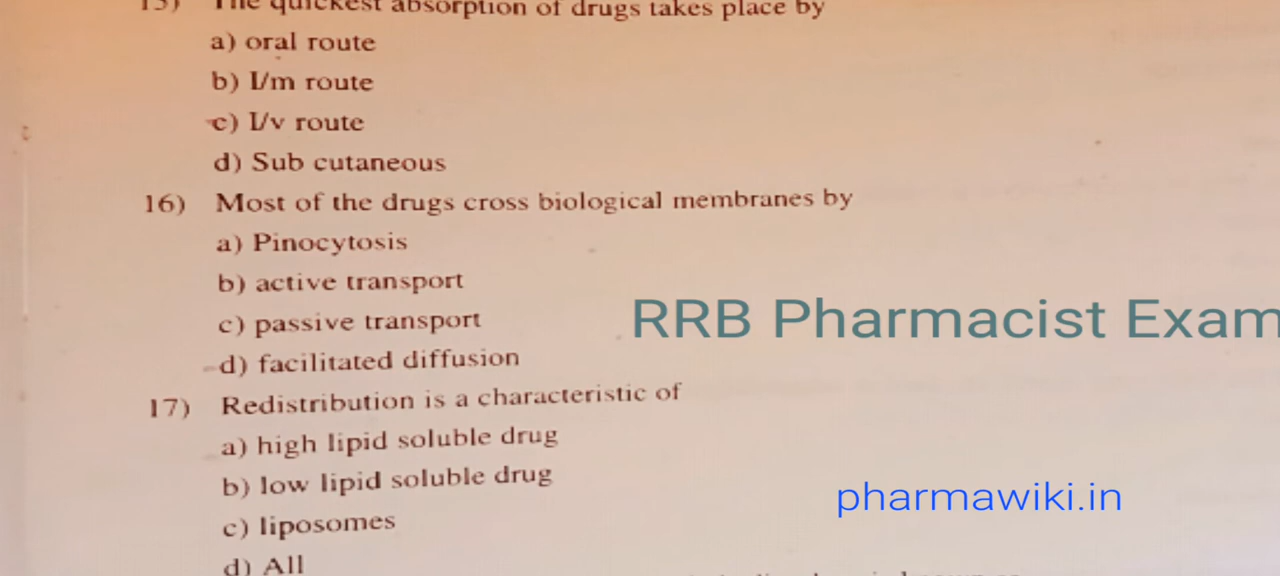 15) The quickest absorption of drugs takes place by
a) oral route
b) I/m route
c) I/v route
d) Sub cutaneous
16) Most of the drugs cross biological membranes by
a) Pinocytosis
b) active transport
c) passive transport
RRB Pharmacist Exam
d) facilitated diffusion
17) Redistribution is a characteristic of
a) high lipid soluble drug
b) low lipid soluble drug
pharmawiki.in
c) liposomes
d) All